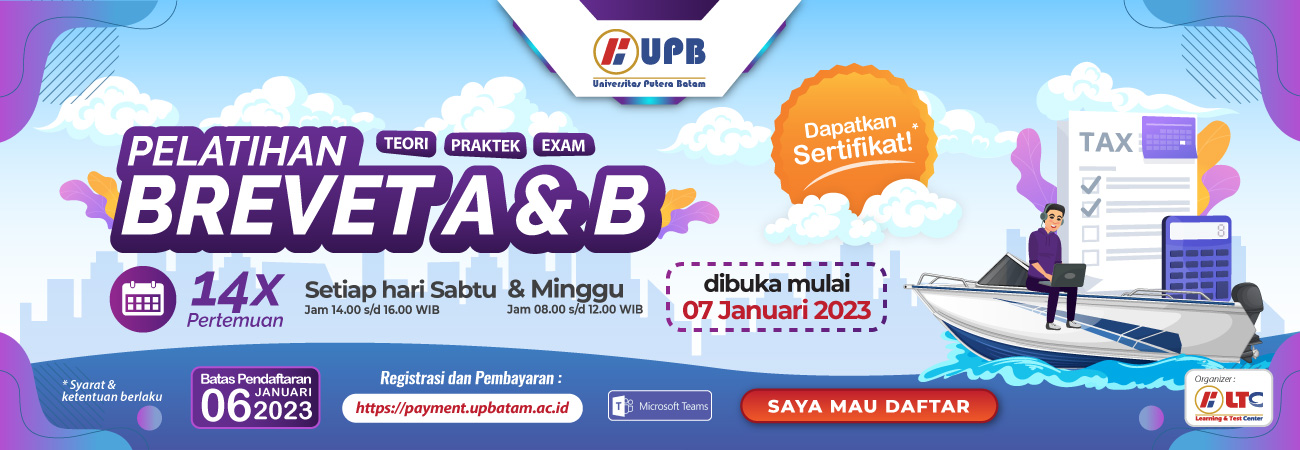 UPB
Universitas Putera Batam
PELATIHAN
TEORI PRAKTEK EXAM
BREVET A & B
Dapatkan
Sertifikat!*
TAX
8
14X
Pertemuan
Setiap hari Sabtu & Minggu
Jam 14.00 s/d 16.00 WIB Jam 08.00 s/d 12.00 WIB
dibuka mulai
07 Januari 2023
* Syarat &
ketentuan berlaku
Batas Pendaftaran
06 JANUARI
2023
Registrasi dan Pembayaran :
https://payment.upbatam.ac.id
Microsoft Teams
SAYA MAU DAFTAR
Organizer :
LTC
Learning & Test Center